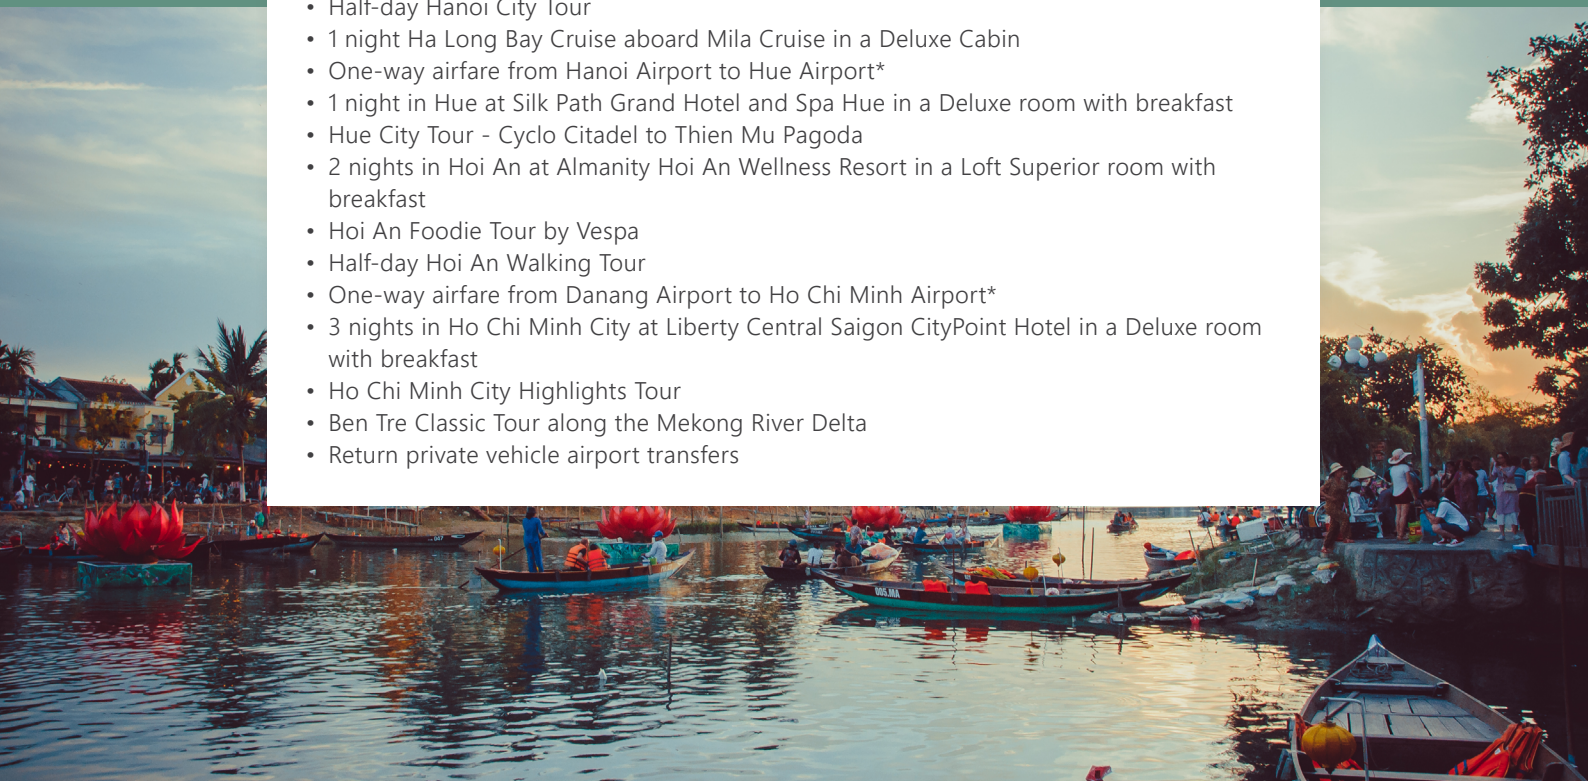 • Half-day Hanoi City Tour
• 1 night Ha Long Bay Cruise aboard Mila Cruise in a Deluxe Cabin
• One-way airfare from Hanoi Airport to Hue Airport*
• 1 night in Hue at Silk Path Grand Hotel and Spa Hue in a Deluxe room with breakfast
• Hue City Tour - Cyclo Citadel to Thien Mu Pagoda
• 2 nights in Hoi An at Almanity Hoi An Wellness Resort in a Loft Superior room with
breakfast
• Hoi An Foodie Tour by Vespa
• Half-day Hoi An Walking Tour
• One-way airfare from Danang Airport to Ho Chi Minh Airport*
• 3 nights in Ho Chi Minh City at Liberty Central Saigon CityPoint Hotel in a Deluxe room
with breakfast
• Ho Chi Minh City Highlights Tour
• Ben Tre Classic Tour along the Mekong River Delta
• Return private vehicle airport transfers
005.MA